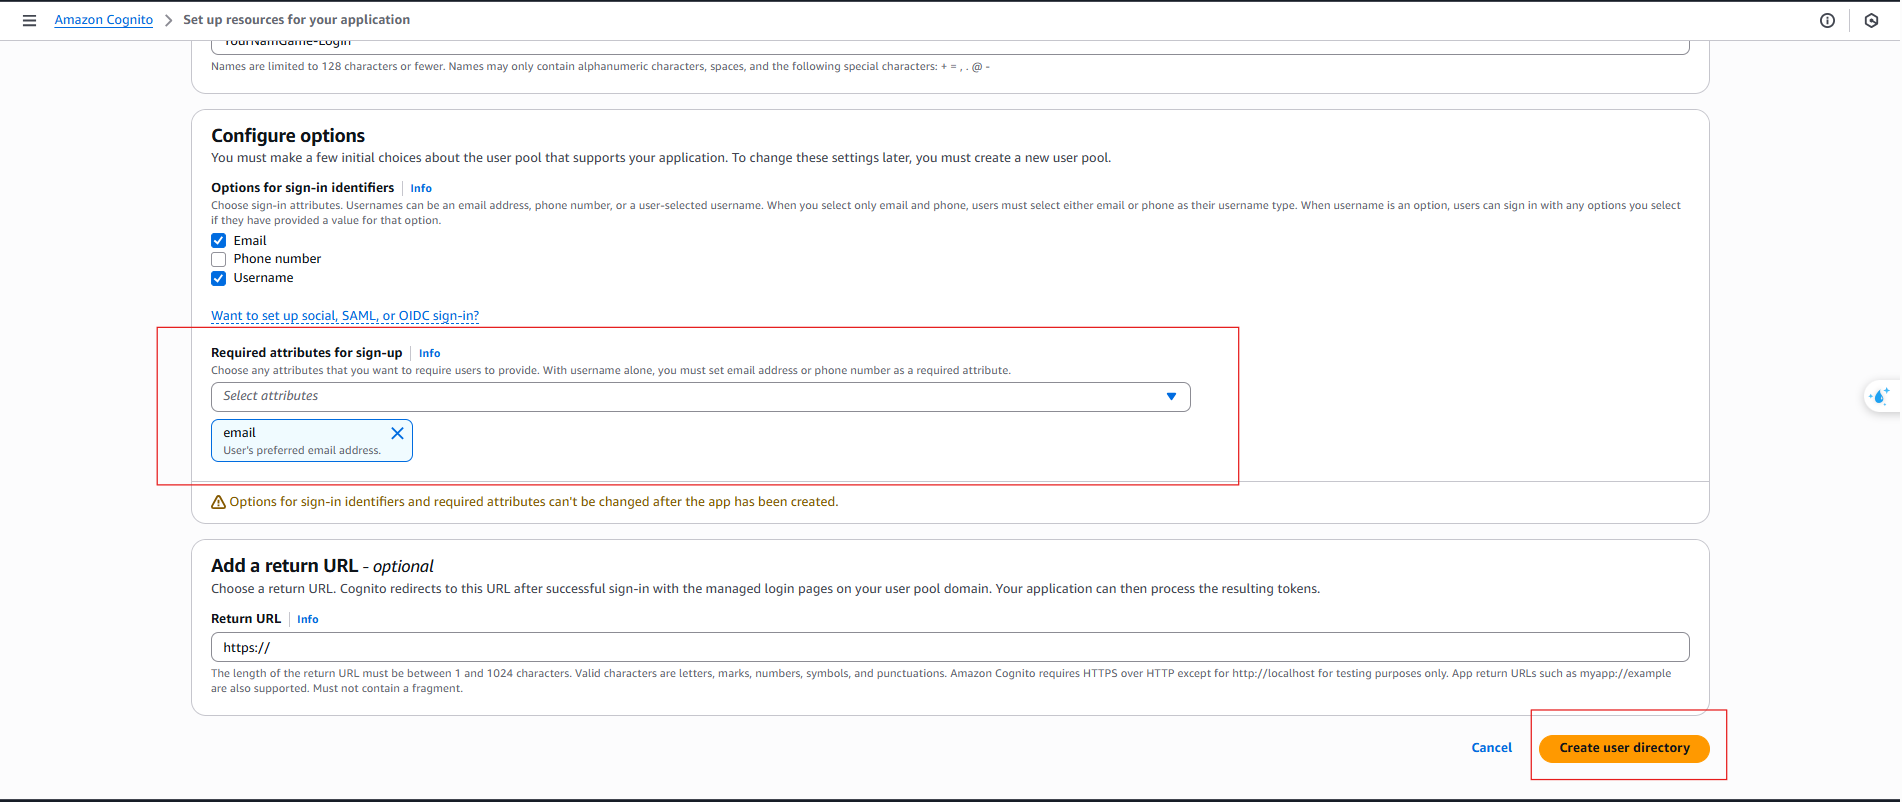 Amazon Cognito > Set up resources for your application
YourNamGame-Login
Names are limited to 128 characters or fewer. Names may only contain alphanumeric characters, spaces, and the following special characters: + = , . @ -
Configure options
You must make a few initial choices about the user pool that supports your application. To change these settings later, you must create a new user pool.
Options for sign-in identifiers Info
Choose sign-in attributes. Usernames can be an email address, phone number, or a user-selected username. When you select only email and phone, users must select either email or phone as their username type. When username is an option, users can sign in with any options you select
if they have provided a value for that option.
Email
Phone number
Username
Want to set up social, SAML, or OIDC sign-in?
Required attributes for sign-up Info
Choose any attributes that you want to require users to provide. With username alone, you must set email address or phone number as a required attribute.
Select attributes
email
User's preferred email address.
Options for sign-in identifiers and required attributes can't be changed after the app has been created.
Add a return URL - optional
Choose a return URL. Cognito redirects to this URL after successful sign-in with the managed login pages on your user pool domain. Your application can then process the resulting tokens.
Return URL Info
https://
The length of the return URL must be between 1 and 1024 characters. Valid characters are letters, marks, numbers, symbols, and punctuations. Amazon Cognito requires HTTPS over HTTP except for http://localhost for testing purposes only. App return URLs such as myapp://example
are also supported. Must not contain a fragment.
Cancel Create user directory